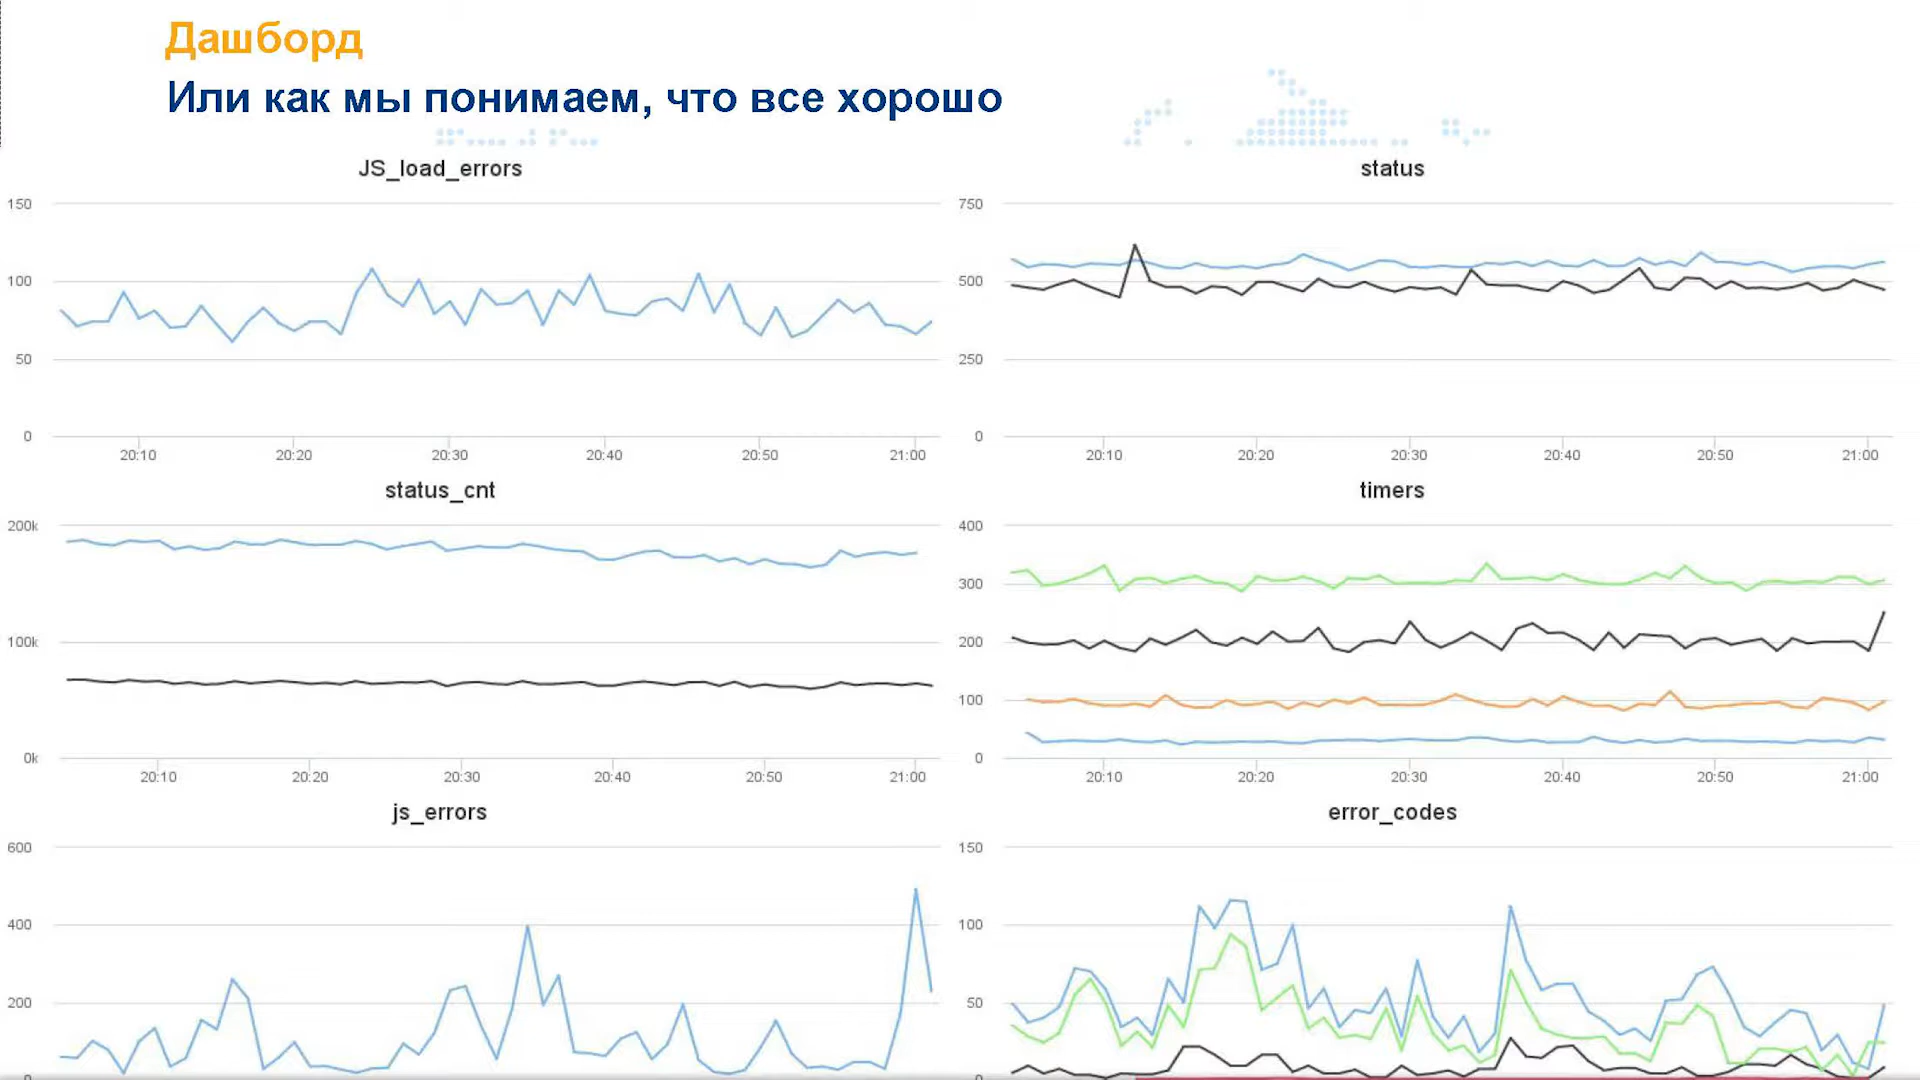 Дашборд
Или как мы понимаем, что все хорошо
JS_load_errors
150
100
50
0
20:10 20:20 20:30 20:40 20:50 21:00
status
750
500
250
0
20:10 20:20 20:30 20:40 20:50 21:00
status_cnt
200k
100k
0k
20:10 20:20 20:30 20:40 20:50 21:00
timers
400
300
200
100
0
20:10 20:20 20:30 20:40 20:50 21:00
js_errors
600
400
200
0
error_codes
150
100
50
0